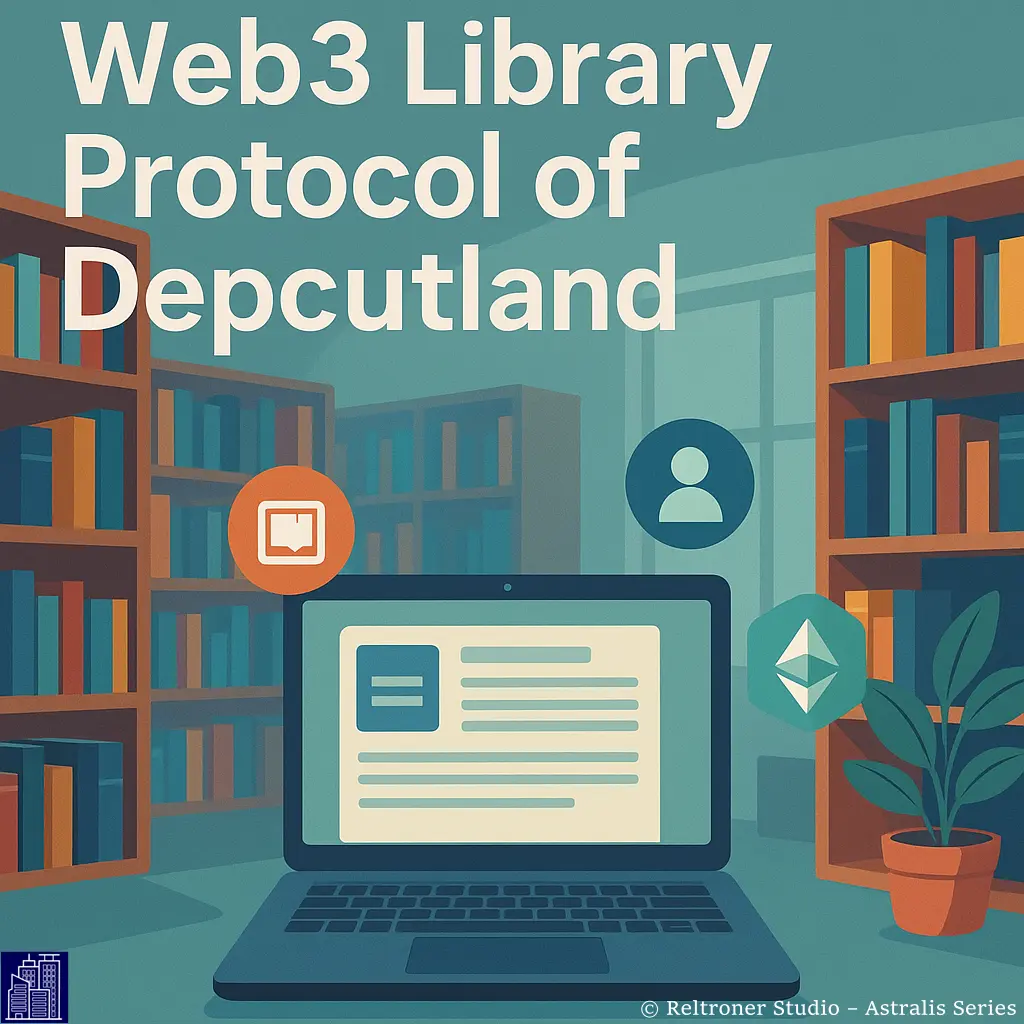 Web3 Library
Protocol of
Depcutland
© Reltroner Studio – Astralis Series